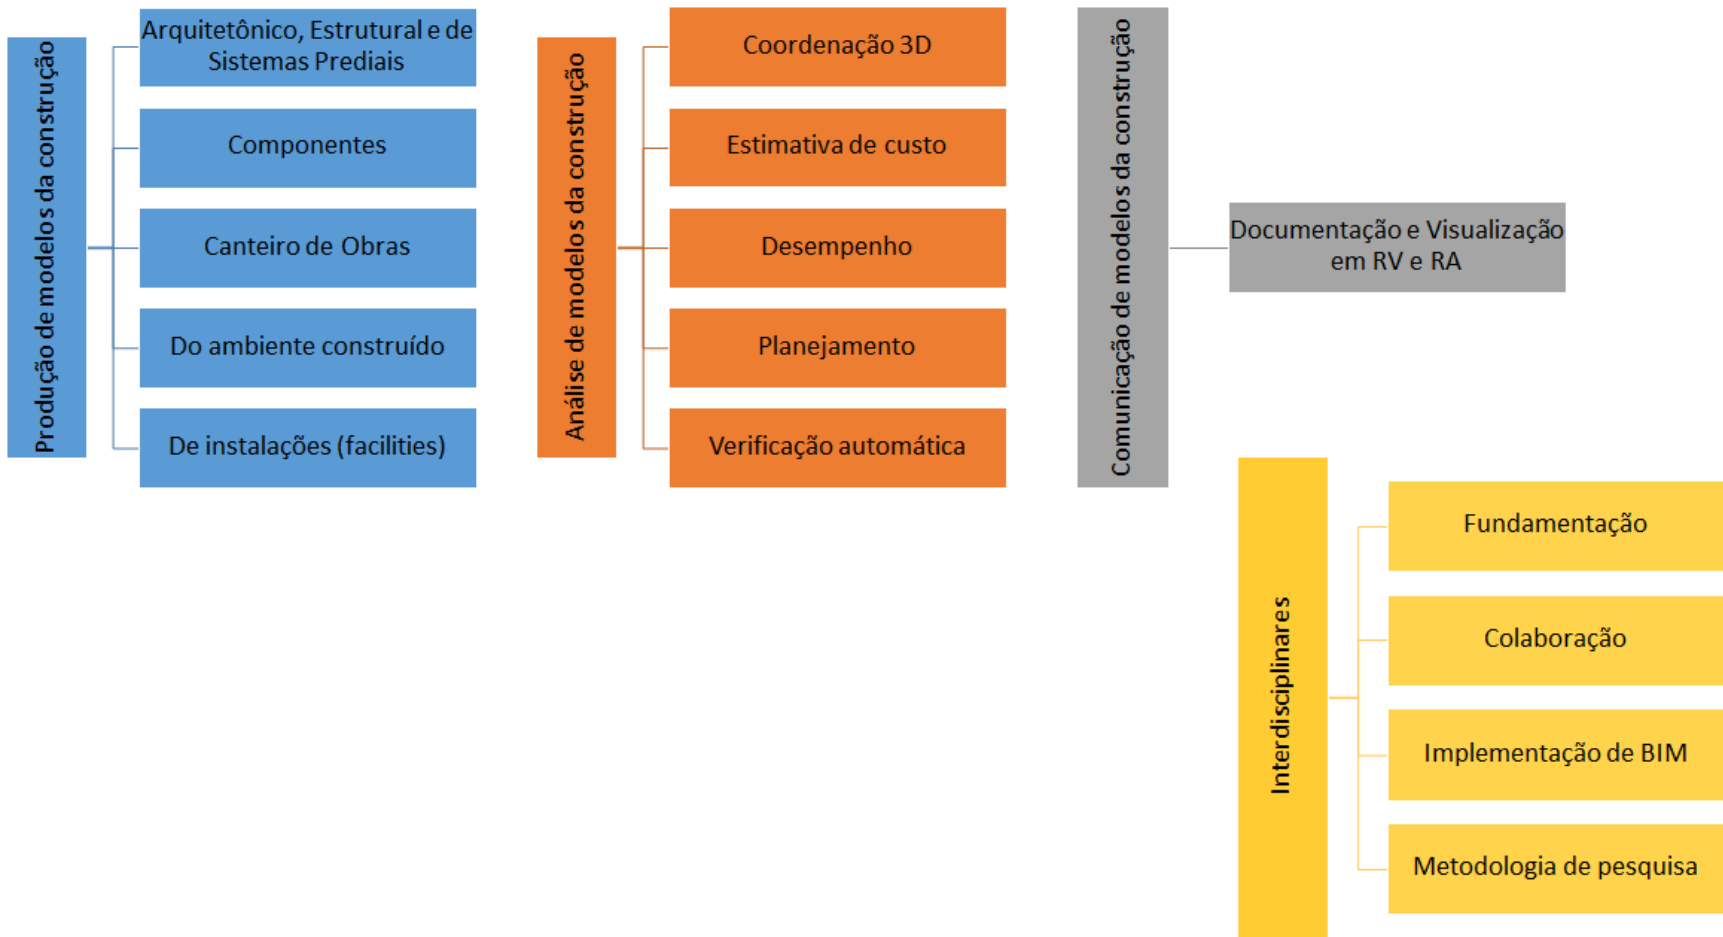 Produção de modelos da construção
Arquitetônico, Estrutural e de
Sistemas Prediais
Componentes
Canteiro de Obras
Do ambiente construído
De instalações (facilities)
Análise de modelos da construção
Coordenação 3D
Estimativa de custo
Desempenho
Planejamento
Verificação automática
Comunicação de modelos da construção
Documentação e Visualização
em RV e RA
Interdisciplinares
Fundamentação
Colaboração
Implementação de BIM
Metodologia de pesquisa